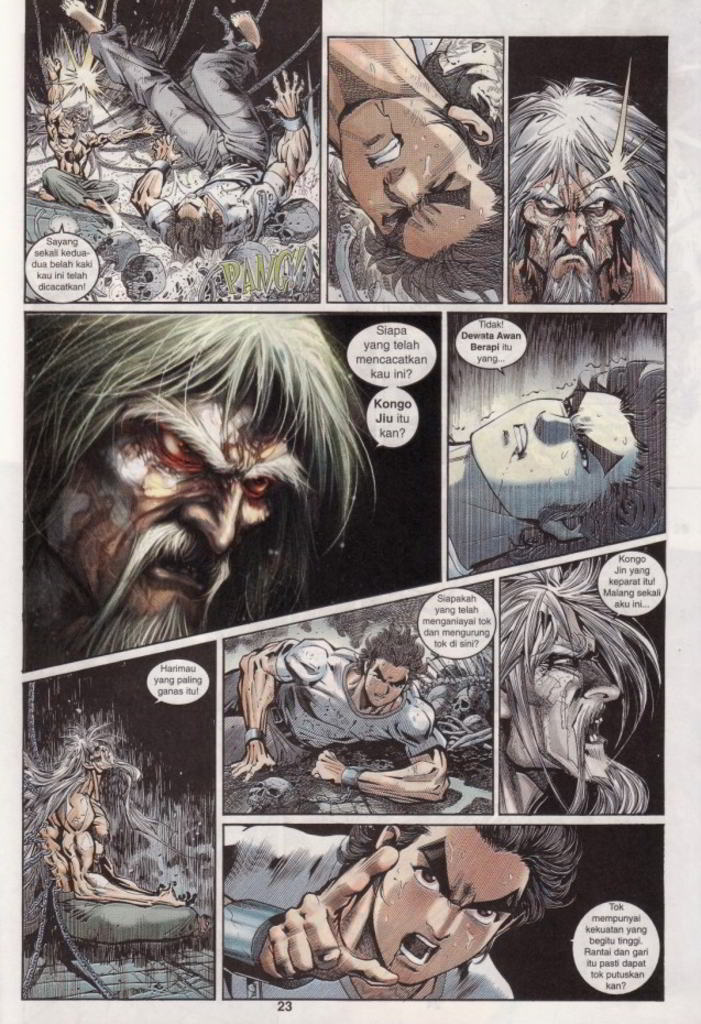 Sayang
sekali kedua-
dua belah kaki
kau ini telah
dicacatkan!
PANG!
Siapa
yang telah
mencacatkan
kau ini?
Kongo
Jiu itu
kan?
Tidak!
Dewata Awan
Berapi itu
yang...
Kongo
Jin yang
keparat itu!
Malang sekali
aku ini...
Siapakah
yang telah
menganiayai tok
dan mengurung
tok di sini?
Harimau
yang paling
ganas itu!
Tok
mempunyai
kekuatan yang
begitu tinggi.
Rantai dan gari
itu pasti dapat
tok putuskan
kan?
23